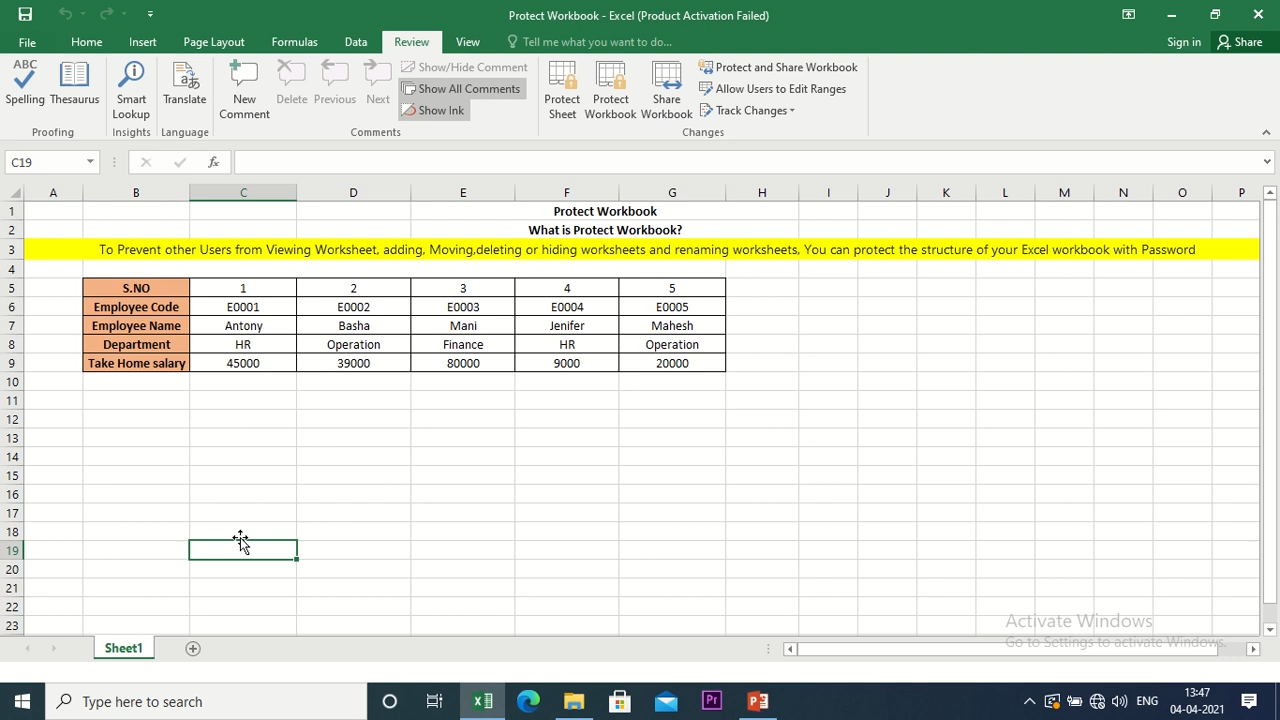 Protect Workbook - Excel (Product Activation Failed)
File Home Insert Page Layout Formulas Data Review View Tell me what you want to do... Sign in Share
ABC
Spelling Thesaurus Smart Lookup Translate New Comment Delete Previous Next
Show/Hide Comment
Show All Comments
Show Ink
Protect Sheet Protect Workbook Share Workbook
Protect and Share Workbook
Allow Users to Edit Ranges
Track Changes
Proofing Insights Language Comments Changes
C19 fx
A B C D E F G H I J K L M N O P
1 Protect Workbook
2 What is Protect Workbook?
3 To Prevent other Users from Viewing Worksheet, adding, Moving,deleting or hiding worksheets and renaming worksheets, You can protect the structure of your Excel workbook with Password
4
5 S.NO 1 2 3 4 5
6 Employee Code E0001 E0002 E0003 E0004 E0005
7 Employee Name Antony Basha Mani Jenifer Mahesh
8 Department HR Operation Finance HR Operation
9 Take Home salary 45000 39000 80000 9000 20000
10
11
12
13
14
15
16
17
18
19
20
21
22
23
Activate Windows
Go to Settings to activate Windows.
Sheet1
Type here to search
Pr
ENG
13:47
04-04-2021